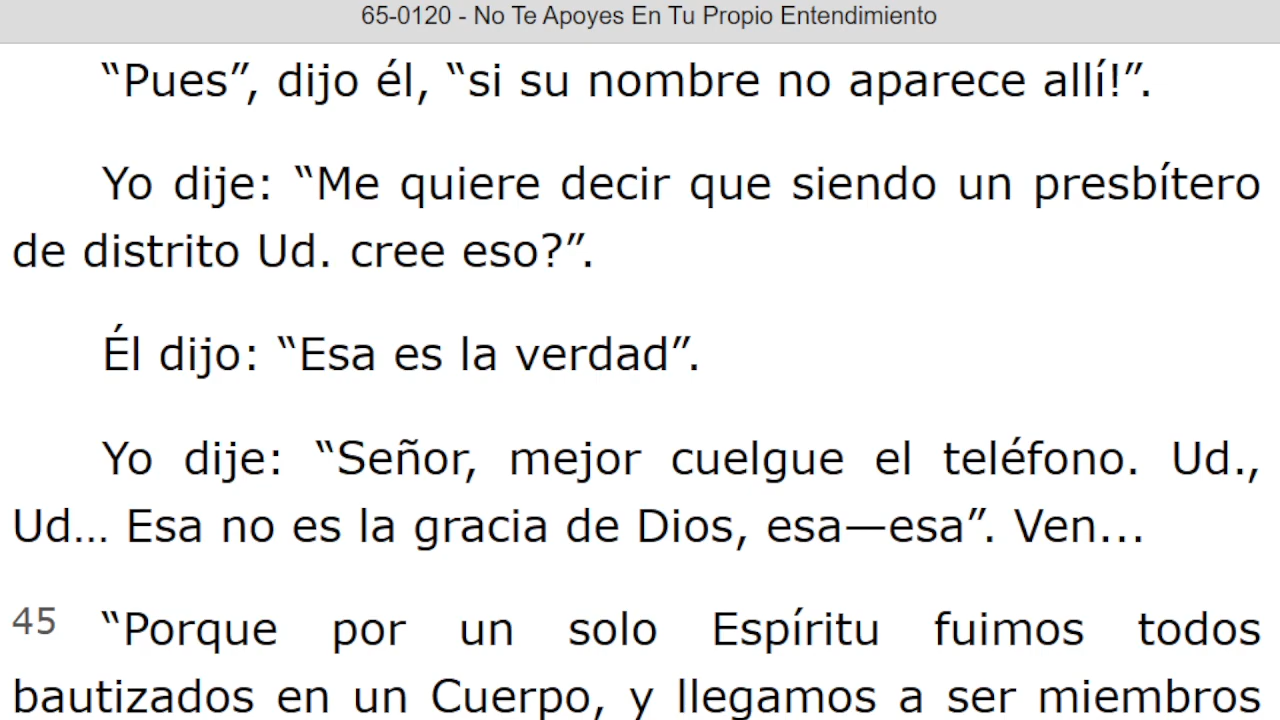 65-0120 - No Te Apoyes En Tu Propio Entendimiento
“Pues”, dijo él, “si su nombre no aparece allí!”.
Yo dije: “Me quiere decir que siendo un presbítero
de distrito Ud. cree eso?”.
Él dijo: “Esa es la verdad”.
Yo dije: “Señor, mejor cuelgue el teléfono. Ud.,
Ud… Esa no es la gracia de Dios, esa—esa”. Ven…
45 “Porque por un solo Espíritu fuimos todos
bautizados en un Cuerpo, y llegamos a ser miembros